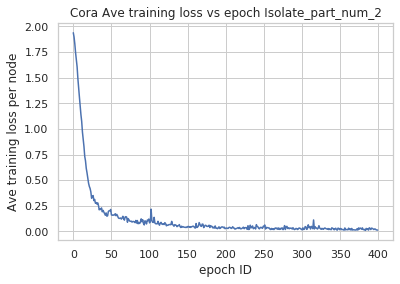 Cora Ave training loss vs epoch Isolate_part_num_2
Ave training loss per node
2.00
1.75
1.50
1.25
1.00
0.75
0.50
0.25
0.00
0 50 100 150 200 250 300 350 400
epoch ID